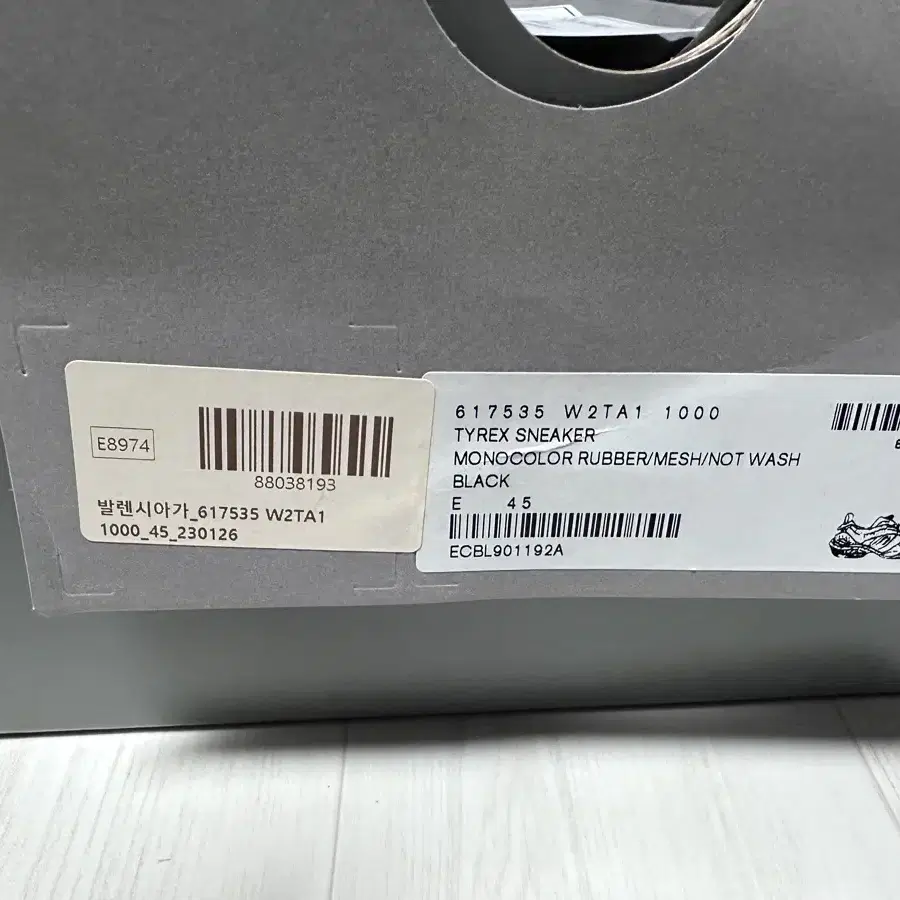 E8974
88038193
발렌시아가_617535 W2TA1
1000_45_230126
617535 W2TA1 1000
TYREX SNEAKER
MONOCOLOR RUBBER/MESH/NOT WASH
BLACK
E 45
ECBL901192A